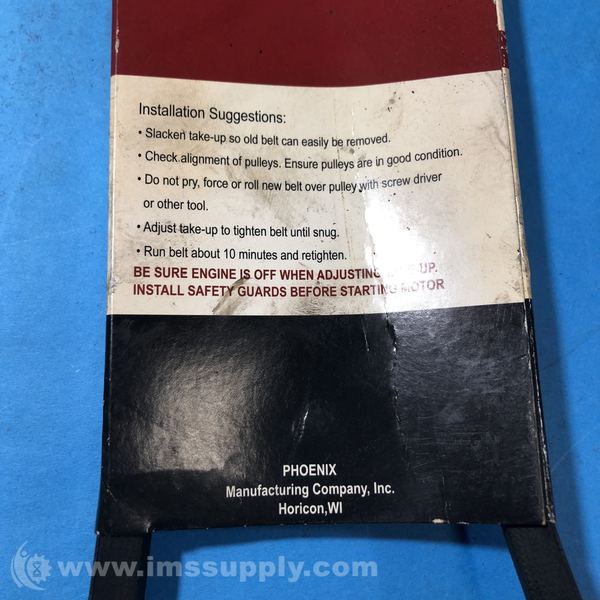 Installation Suggestions:
• Slacken take-up so old belt can easily be removed.
• Check alignment of pulleys. Ensure pulleys are in good condition.
• Do not pry, force or roll new belt over pulley with screw driver
or other tool.
• Adjust take-up to tighten belt until snug.
• Run belt about 10 minutes and retighten.
BE SURE ENGINE IS OFF WHEN ADJUSTING TAKE-UP.
INSTALL SAFETY GUARDS BEFORE STARTING MOTOR
PHOENIX
Manufacturing Company, Inc.
Horicon,WI
www.imssupply.com